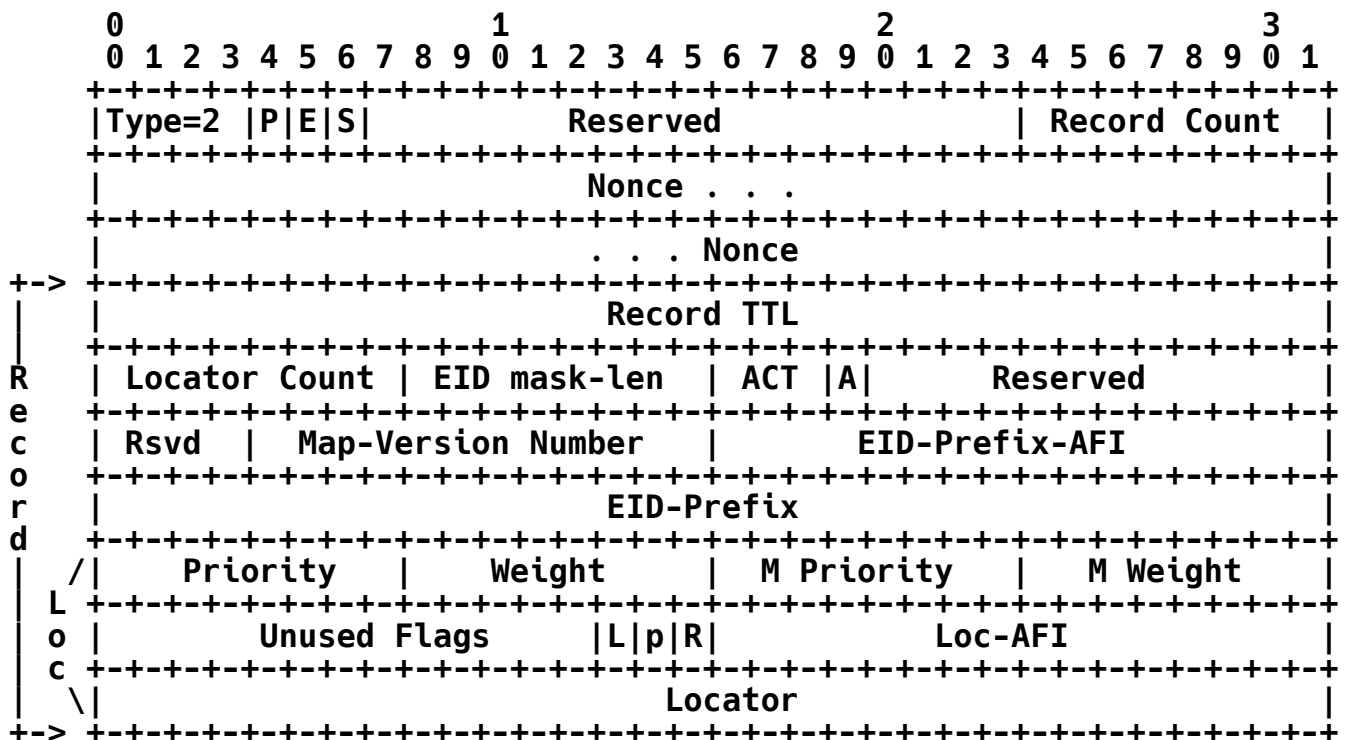 0                   1                   2                   3
        0 1 2 3 4 5 6 7 8 9 0 1 2 3 4 5 6 7 8 9 0 1 2 3 4 5 6 7 8 9 0 1
       +-+-+-+-+-+-+-+-+-+-+-+-+-+-+-+-+-+-+-+-+-+-+-+-+-+-+-+-+-+-+-+-+
       |Type=2 |P|E|S|          Reserved               | Record Count  |
       +-+-+-+-+-+-+-+-+-+-+-+-+-+-+-+-+-+-+-+-+-+-+-+-+-+-+-+-+-+-+-+-+
       |                         Nonce . . .                           |
       +-+-+-+-+-+-+-+-+-+-+-+-+-+-+-+-+-+-+-+-+-+-+-+-+-+-+-+-+-+-+-+-+
       |                         . . . Nonce                           |
   +-> +-+-+-+-+-+-+-+-+-+-+-+-+-+-+-+-+-+-+-+-+-+-+-+-+-+-+-+-+-+-+-+-+
   |   |                          Record TTL                           |
   |   +-+-+-+-+-+-+-+-+-+-+-+-+-+-+-+-+-+-+-+-+-+-+-+-+-+-+-+-+-+-+-+-+
   R   | Locator Count | EID mask-len  | ACT |A|      Reserved         |
   e   +-+-+-+-+-+-+-+-+-+-+-+-+-+-+-+-+-+-+-+-+-+-+-+-+-+-+-+-+-+-+-+-+
   c   | Rsvd  |  Map-Version Number   |       EID-Prefix-AFI          |
   o   +-+-+-+-+-+-+-+-+-+-+-+-+-+-+-+-+-+-+-+-+-+-+-+-+-+-+-+-+-+-+-+-+
   r   |                          EID-Prefix                           |
   d   +-+-+-+-+-+-+-+-+-+-+-+-+-+-+-+-+-+-+-+-+-+-+-+-+-+-+-+-+-+-+-+-+
   |  /|    Priority   |    Weight     |  M Priority   |   M Weight    |
   | L +-+-+-+-+-+-+-+-+-+-+-+-+-+-+-+-+-+-+-+-+-+-+-+-+-+-+-+-+-+-+-+-+
   | o |        Unused Flags     |L|p|R|           Loc-AFI             |
   | c +-+-+-+-+-+-+-+-+-+-+-+-+-+-+-+-+-+-+-+-+-+-+-+-+-+-+-+-+-+-+-+-+
   |  \|                             Locator                           |
   +-> +-+-+-+-+-+-+-+-+-+-+-+-+-+-+-+-+-+-+-+-+-+-+-+-+-+-+-+-+-+-+-+-+